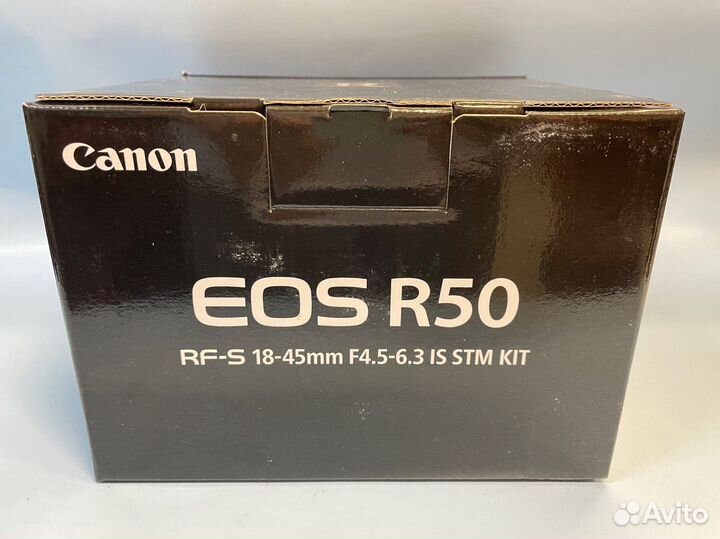 Canon
EOS R50
RF-S 18-45mm F4.5-6.3 IS STM KIT
Avito